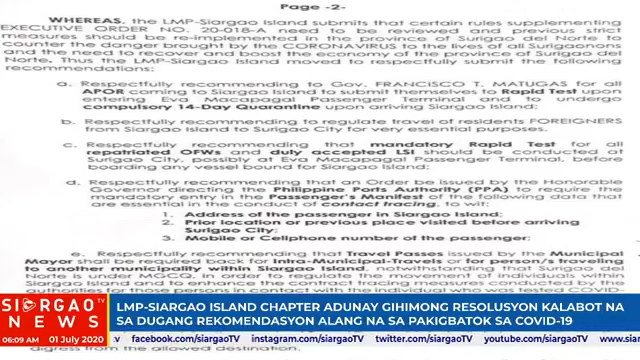 Page -2-
WHEREAS, the LMP-Siargao Island submits that certain rules supplementing
EXECUTIVE ORDER NO. 20-018-A need to be reviewed and previous strict
measures should be re-implemented in the province of Surigao del Norte to
counter the danger brought by the CORONAVIRUS to the lives of all Surigaonons
and the need to recover and boost the economy of the province of Surigao del
Norte. Thus the LMP-Siargao Island moved to respectfully submit the following
recommendations:
a. Respectfully recommending to Gov. FRANCISCO T. MATUGAS for all
APOR coming to Siargao Island to submit themselves to Rapid Test upon
entering Eva Macapagal Passenger Terminal and to undergo
compulsory 14-Day Quarantine upon arriving Siargao Island;
b. Respectfully recommending to regulate travel of residents FOREIGNERS
from Siargao Island to Surigao City for very essential purposes.
c. Respectfully recommending that mandatory Rapid Test for all
repatriated OFWs and duly accepted LSI should be conducted at
Surigao City, possibly at Eva Macapagal Passenger Terminal, before
boarding any vessel bound for Siargao Island;
d. Respectfully recommending that an Order be issued by the Honorable
Governor directing the Philippine Ports Authority (PPA) to require the
mandatory entry in the Passenger's Manifest of the following data that
are essential in the conduct of contact tracing, to wit:
1. Address of the passenger in Siargao Island;
2. Prior location or previous place visited before arriving
Surigao City;
3. Mobile or Cellphone number of the passenger;
e. Respectfully recommending that Travel Passes issued by the Municipal
Mayor shall be required back for Intra-Municipal-Travels or for person/s traveling
to another municipality within Siargao Island, notwithstanding that Surigao del
Norte is under MGCQ, in order to regulate the movement of individuals within
Siargao Island and to enhance the contract tracing measures conducted by the
authorities for those persons in contact with the individual who was tested COVID-
SIARGAO TV
NEWS
LMP-SIARGAO ISLAND CHAPTER ADUNAY GIHIMONG RESOLUSYON KALABOT NA
SA DUGANG REKOMENDASYON ALANG NA SA PAKIGBATOK SA COVID-19
06:09 AM 01 July 2020 facebook.com/siargaoTV instagram.com/siargaoTV twitter.com/siargaoTV
digress from the allowed destination.